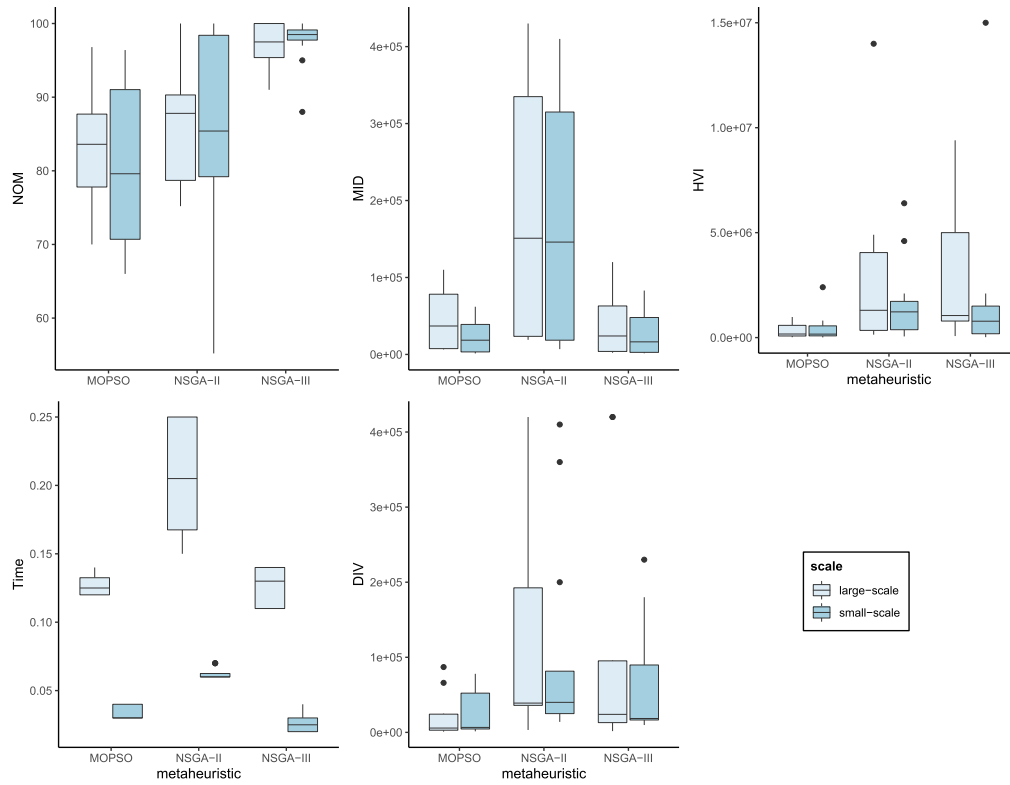 NOM
100
90
80
70
60
MOPSO NSGA−II NSGA−III
MID
4e+05
3e+05
2e+05
1e+05
0e+00
MOPSO NSGA−II NSGA−III
HVI
1.5e+07
1.0e+07
5.0e+06
0.0e+00
MOPSO NSGA−II NSGA−III
metaheuristic
Time
0.25
0.20
0.15
0.10
0.05
MOPSO NSGA−II NSGA−III
metaheuristic
DIV
4e+05
3e+05
2e+05
1e+05
0e+00
MOPSO NSGA−II NSGA−III
metaheuristic
scale
large−scale
small−scale